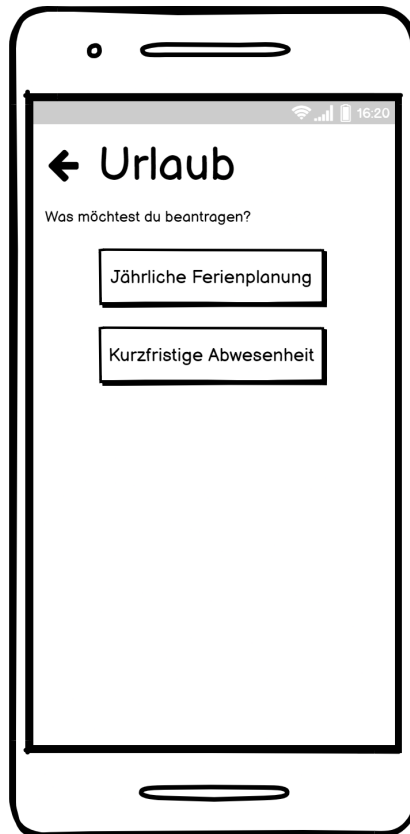 16:20
Urlaub
Was möchtest du beantragen?
Jährliche Ferienplanung
Kurzfristige Abwesenheit